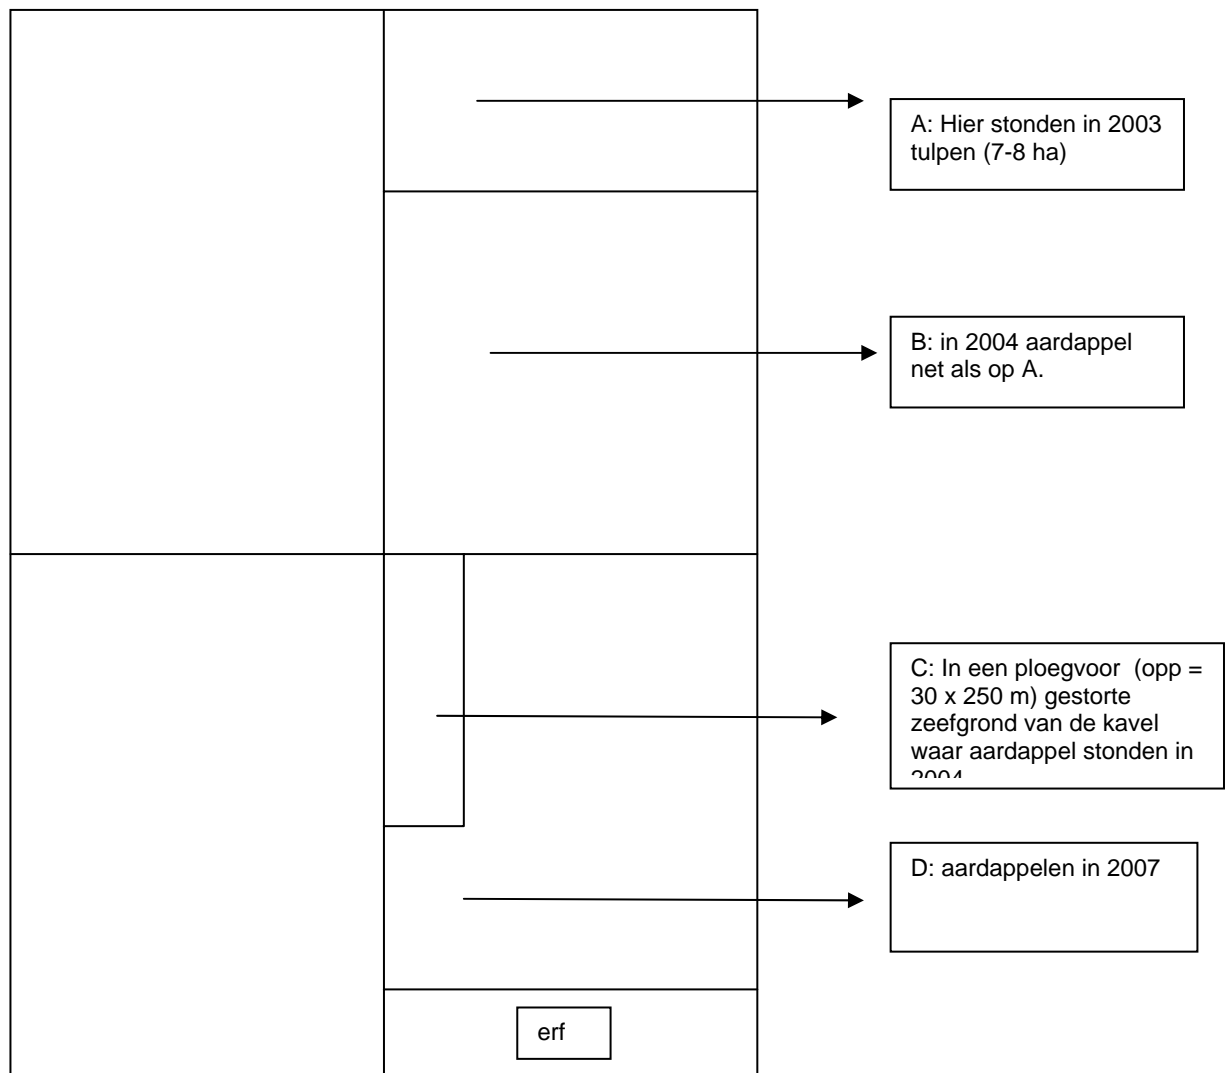 A: Hier stonden in 2003
tulpen (7-8 ha)
B: in 2004 aardappel
net als op A.
C: In een ploegvoor (opp =
30 x 250 m) gestorte
zeefgrond van de kavel
waar aardappel stonden in
2004
D: aardappelen in 2007
erf